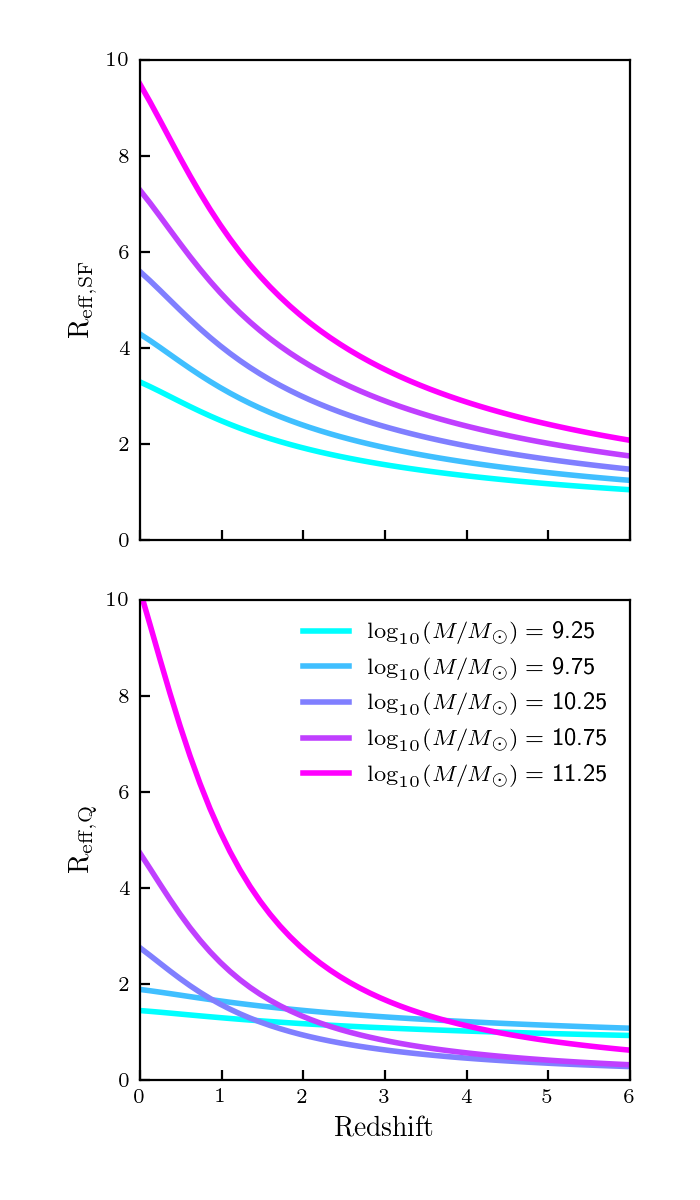 10
8
6
4
2
0
R_eff,SF
10
8
6
4
2
0
R_eff,Q
log₁₀(M/M⊙) = 9.25
log₁₀(M/M⊙) = 9.75
log₁₀(M/M⊙) = 10.25
log₁₀(M/M⊙) = 10.75
log₁₀(M/M⊙) = 11.25
0 1 2 3 4 5 6
Redshift